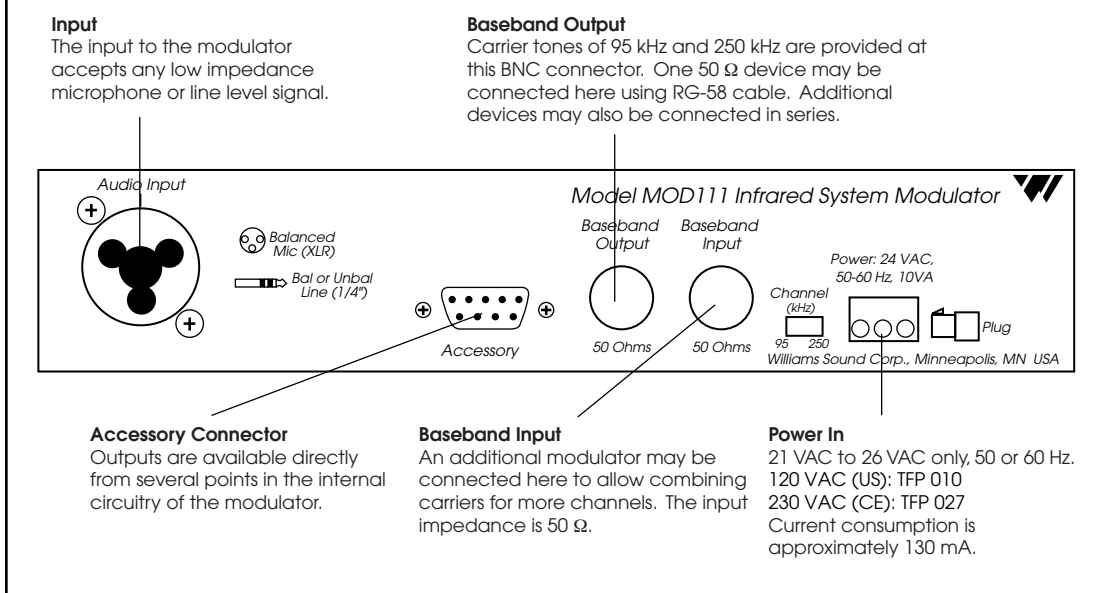 Input
The input to the modulator
accepts any low impedance
microphone or line level signal.
Baseband Output
Carrier tones of 95 kHz and 250 kHz are provided at
this BNC connector. One 50 Ω device may be
connected here using RG-58 cable. Additional
devices may also be connected in series.
Audio Input
Model MOD111 Infrared System Modulator
Balanced
Mic (XLR)
Bal or Unbal
Line (1/4")
Accessory
Baseband
Output
50 Ohms
Baseband
Input
50 Ohms
Channel
(kHz)
95 250
Power: 24 VAC,
50-60 Hz, 10VA
Plug
Williams Sound Corp., Minneapolis, MN USA
Accessory Connector
Outputs are available directly
from several points in the internal
circuitry of the modulator.
Baseband Input
An additional modulator may be
connected here to allow combining
carriers for more channels. The input
impedance is 50 Ω.
Power In
21 VAC to 26 VAC only, 50 or 60 Hz.
120 VAC (US): TFP 010
230 VAC (CE): TFP 027
Current consumption is
approximately 130 mA.